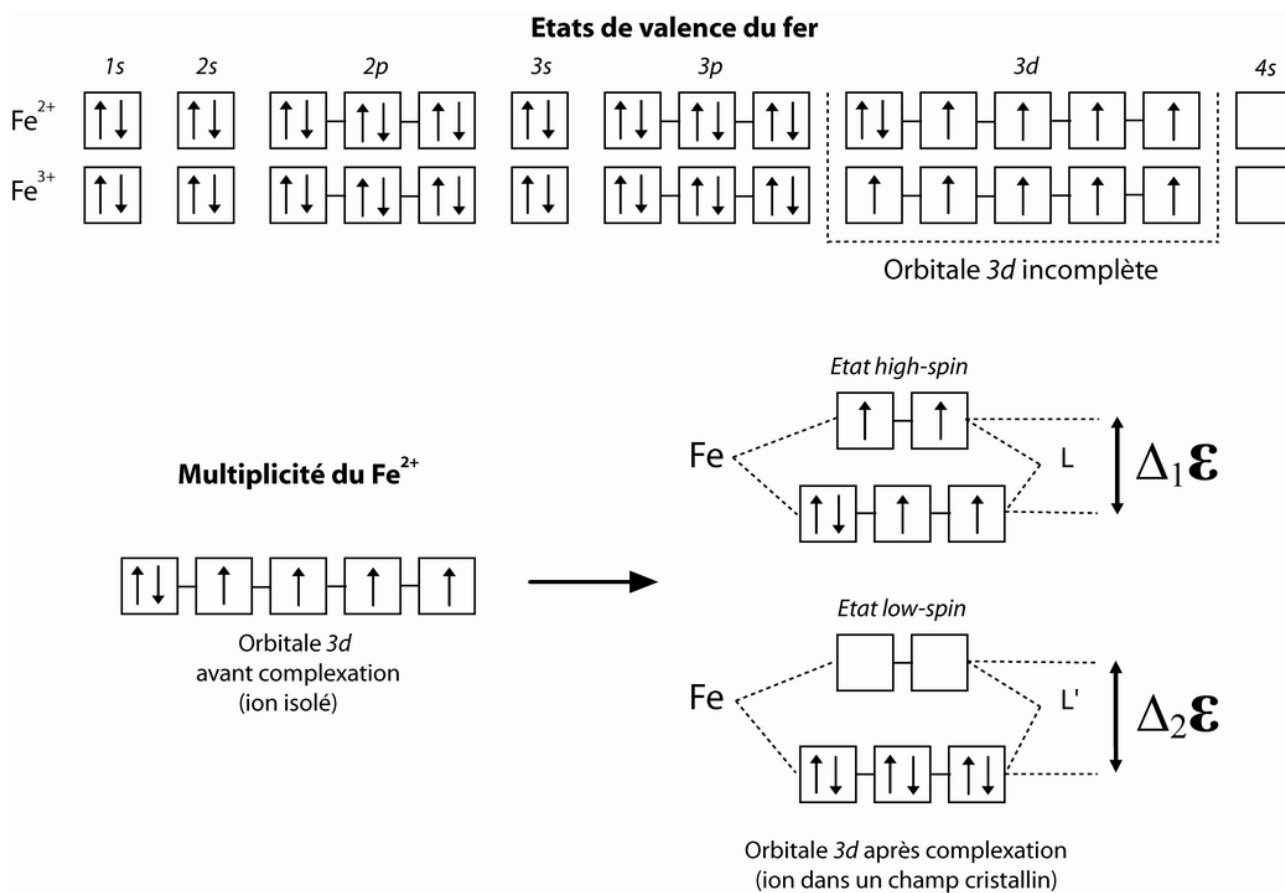 Etats de valence du fer
1s 2s 2p 3s 3p 3d 4s
Fe2+
Fe3+
Orbitale 3d incomplète
Etat high-spin
Fe L Δ1ε
Multiplicité du Fe2+
Orbitale 3d
avant complexation
(ion isolé)
Etat low-spin
Fe L' Δ2ε
Orbitale 3d après complexation
(ion dans un champ cristallin)